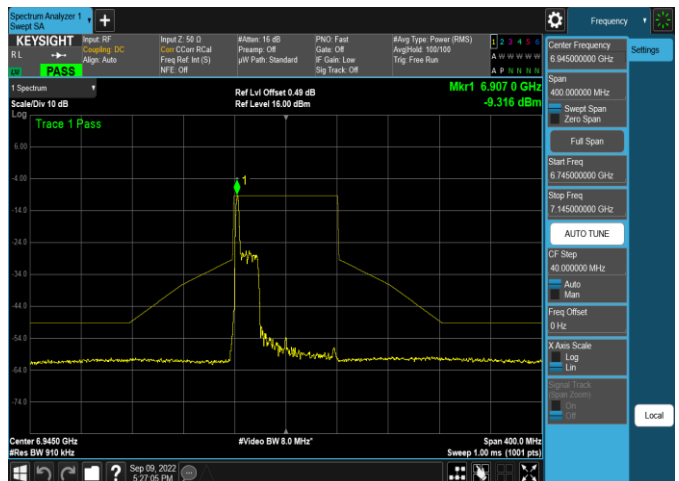 Spectrum Analyzer 1
Swept SA
+
Frequency
KEYSIGHT
RL
PASS
Input: RF
Coupling: DC
Align: Auto
Input Z: 50 Ω
Corr CCorr RCal
Freq Ref: Int (S)
NFE: Off
#Atten: 16 dB
Preamp: Off
µW Path: Standard
PNO: Fast
Gate: Off
IF Gain: Low
Sig Track: Off
#Avg Type: Power (RMS)
Avg|Hold: 100/100
Trig: Free Run
1 2 3 4 5 6
A W W W W W
A P N N N N
1 Spectrum
Scale/Div 10 dB
Ref Lvl Offset 0.49 dB
Ref Level 16.00 dBm
Mkr1 6.907 0 GHz
-9.316 dBm
Log
Trace 1 Pass
6.00
-4.00
-14.0
-24.0
-34.0
-44.0
-54.0
-64.0
-74.0
1
Center 6.9450 GHz
#Res BW 910 kHz
#Video BW 8.0 MHz*
Span 400.0 MHz
Sweep 1.00 ms (1001 pts)
Sep 09, 2022
5:27:05 PM
Center Frequency
6.945000000 GHz
Settings
Span
400.000000 MHz
Swept Span
Zero Span
Full Span
Start Freq
6.745000000 GHz
Stop Freq
7.145000000 GHz
AUTO TUNE
CF Step
40.000000 MHz
Auto
Man
Freq Offset
0 Hz
X Axis Scale
Log
Lin
Signal Track
(Span Zoom)
On
Off
Local